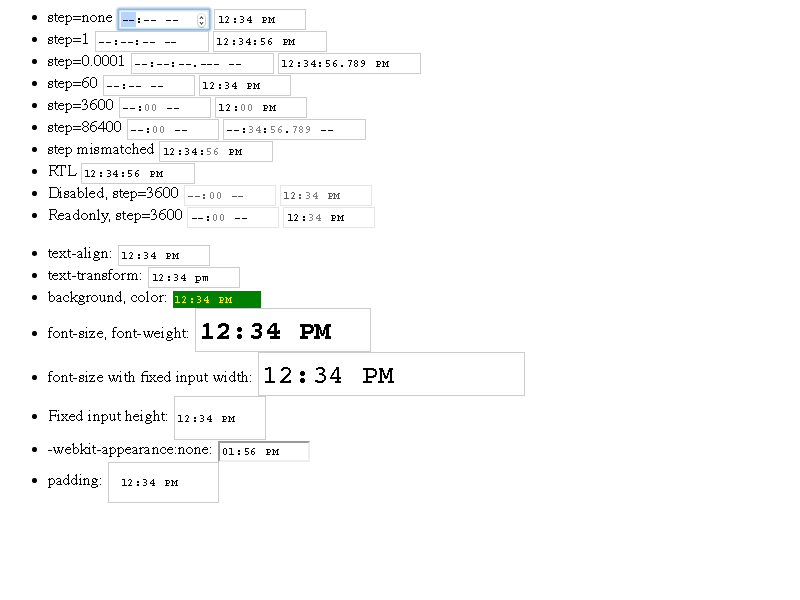 step=none --:-- -- 12:34 PM
step=1 --:--:-- -- 12:34:56 PM
step=0.0001 --:--:--.--- -- 12:34:56.789 PM
step=60 --:-- -- 12:34 PM
step=3600 --:00 -- 12:00 PM
step=86400 --:00 -- --:34:56.789 --
step mismatched 12:34:56 PM
RTL 12:34:56 PM
Disabled, step=3600 --:00 -- 12:34 PM
Readonly, step=3600 --:00 -- 12:34 PM
text-align: 12:34 PM
text-transform: 12:34 pm
background, color: 12:34 PM
font-size, font-weight: 12:34 PM
font-size with fixed input width: 12:34 PM
Fixed input height: 12:34 PM
-webkit-appearance:none: 01:56 PM
padding: 12:34 PM